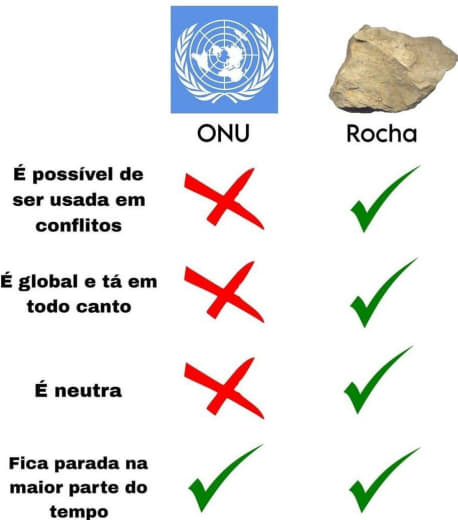 ONU
Rocha
É possível de
ser usada em
conflitos
É global e tá em
todo canto
É neutra
Fica parada na
maior parte do
tempo